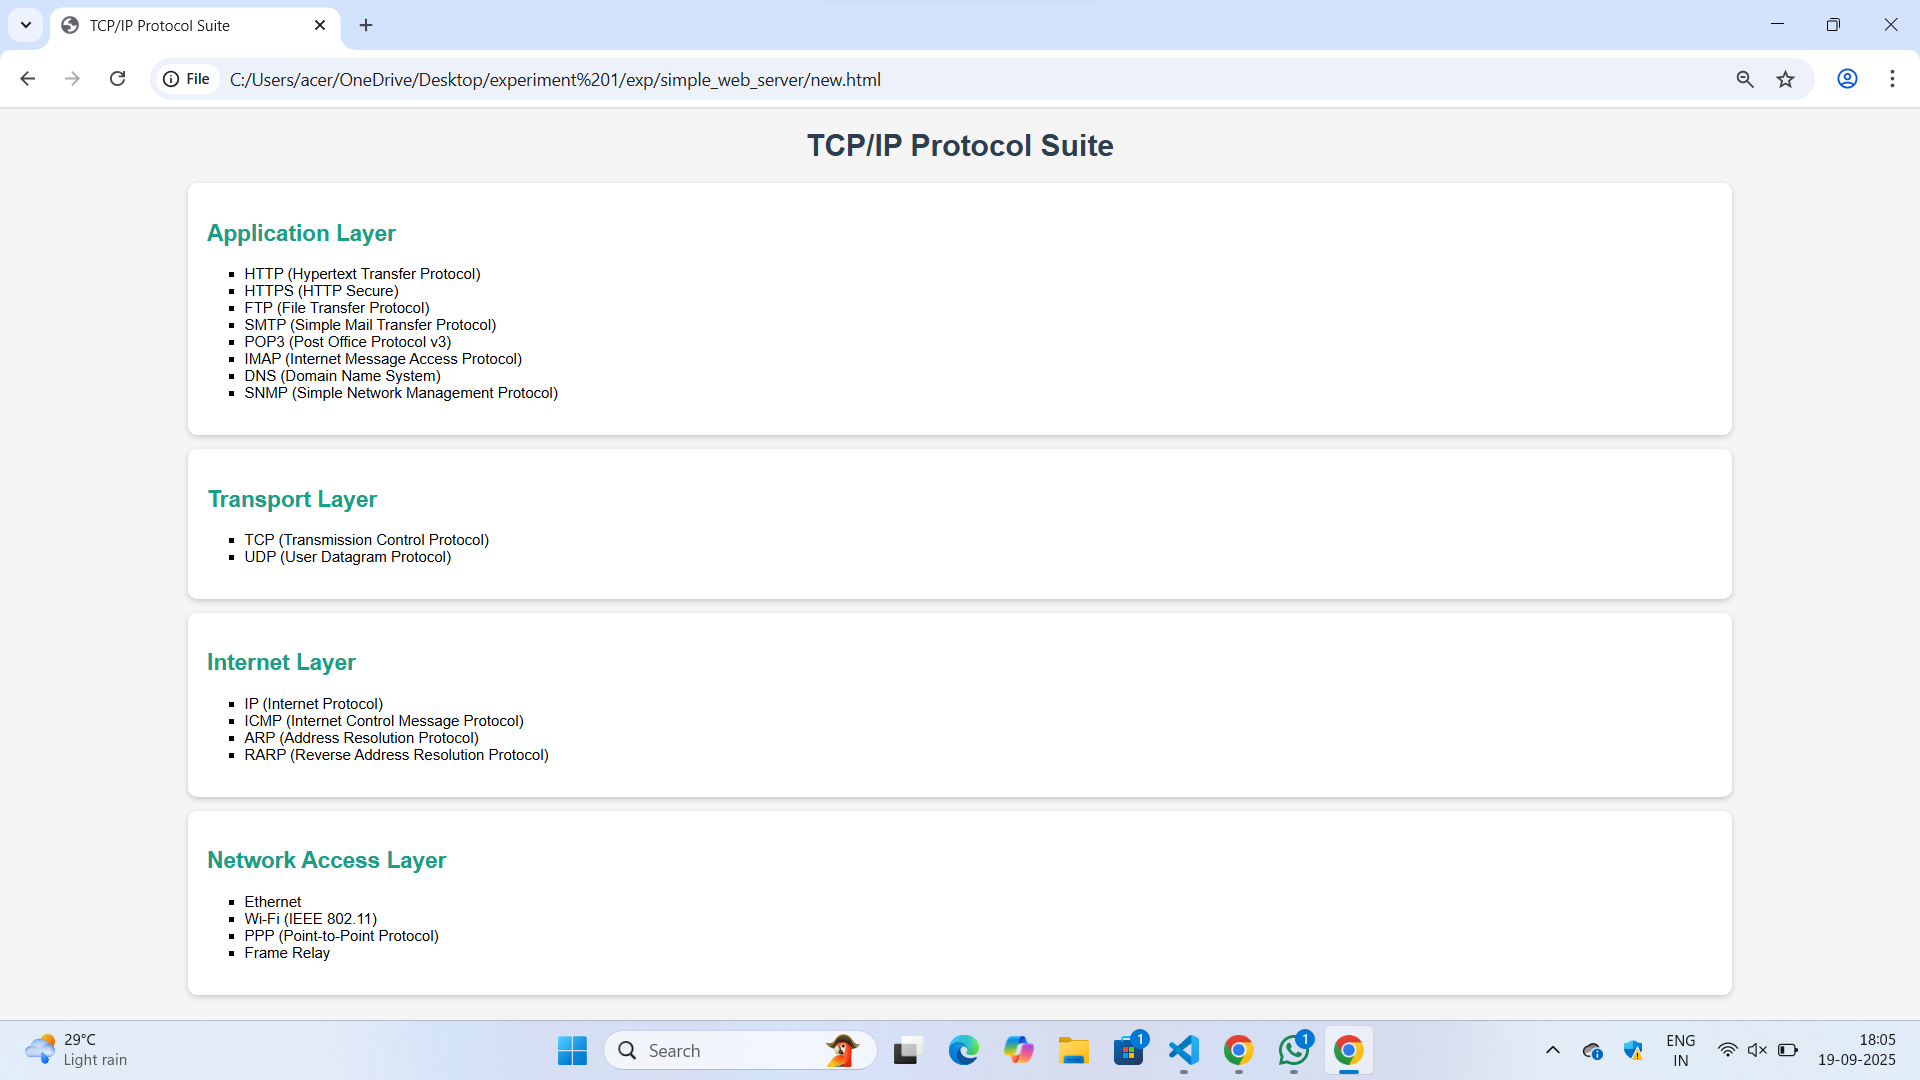 TCP/IP Protocol Suite
File C:/Users/acer/OneDrive/Desktop/experiment%201/exp/simple_web_server/new.html
TCP/IP Protocol Suite
Application Layer
HTTP (Hypertext Transfer Protocol)
HTTPS (HTTP Secure)
FTP (File Transfer Protocol)
SMTP (Simple Mail Transfer Protocol)
POP3 (Post Office Protocol v3)
IMAP (Internet Message Access Protocol)
DNS (Domain Name System)
SNMP (Simple Network Management Protocol)
Transport Layer
TCP (Transmission Control Protocol)
UDP (User Datagram Protocol)
Internet Layer
IP (Internet Protocol)
ICMP (Internet Control Message Protocol)
ARP (Address Resolution Protocol)
RARP (Reverse Address Resolution Protocol)
Network Access Layer
Ethernet
Wi-Fi (IEEE 802.11)
PPP (Point-to-Point Protocol)
Frame Relay
29°C
Light rain
Search
1
1
ENG
IN
18:05
19-09-2025